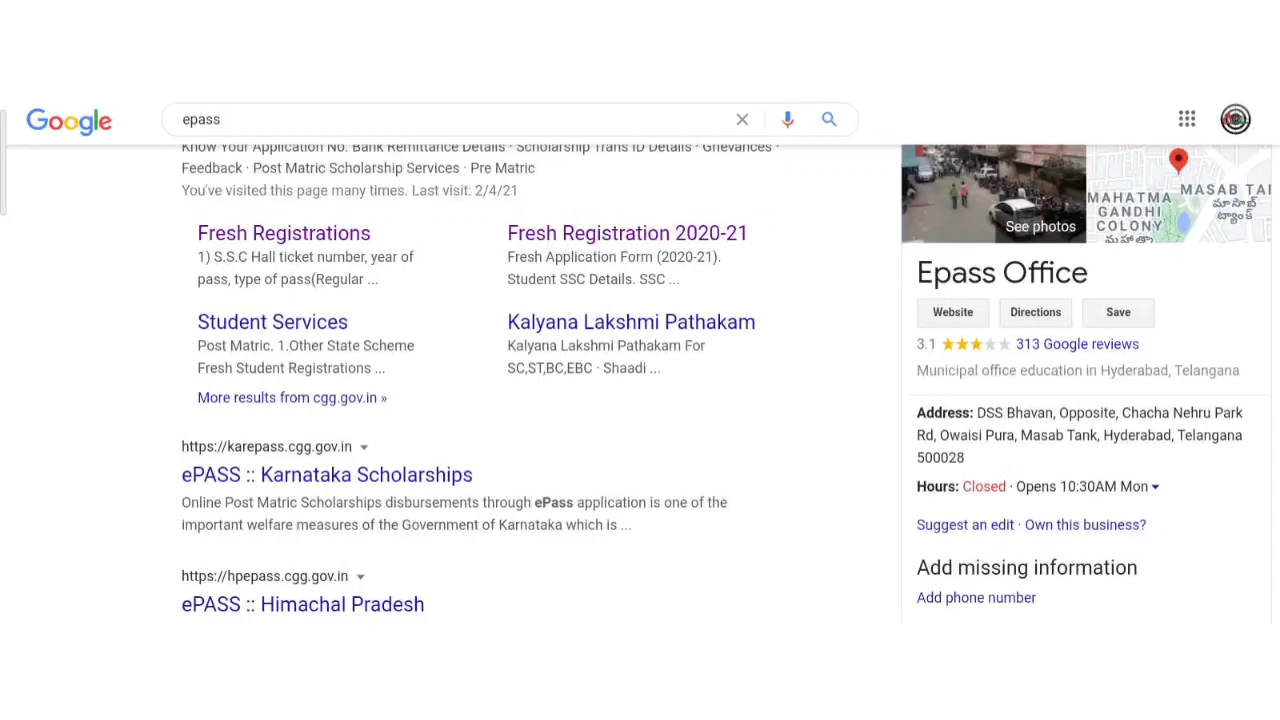 Google
epass
Know Your Application No. Bank Remittance Details · Scholarship Trans ID Details · Grievances ·
Feedback · Post Matric Scholarship Services · Pre Matric
You've visited this page many times. Last visit: 2/4/21
Fresh Registrations
1) S.S.C Hall ticket number, year of
pass, type of pass(Regular ...
Fresh Registration 2020-21
Fresh Application Form (2020-21).
Student SSC Details. SSC ...
Student Services
Post Matric. 1.Other State Scheme
Fresh Student Registrations ...
Kalyana Lakshmi Pathakam
Kalyana Lakshmi Pathakam For
SC,ST,BC,EBC · Shaadi ...
More results from cgg.gov.in »
https://karepass.cgg.gov.in
ePASS :: Karnataka Scholarships
Online Post Matric Scholarships disbursements through ePass application is one of the
important welfare measures of the Government of Karnataka which is ...
https://hpepass.cgg.gov.in
ePASS :: Himachal Pradesh
See photos
MAHATMA
GANDHI
COLONY
MASAB TA
మాసాబ్
ట్యాంక్
Epass Office
Website Directions Save
3.1 313 Google reviews
Municipal office education in Hyderabad, Telangana
Address: DSS Bhavan, Opposite, Chacha Nehru Park
Rd, Owaisi Pura, Masab Tank, Hyderabad, Telangana
500028
Hours: Closed · Opens 10:30AM Mon
Suggest an edit · Own this business?
Add missing information
Add phone number